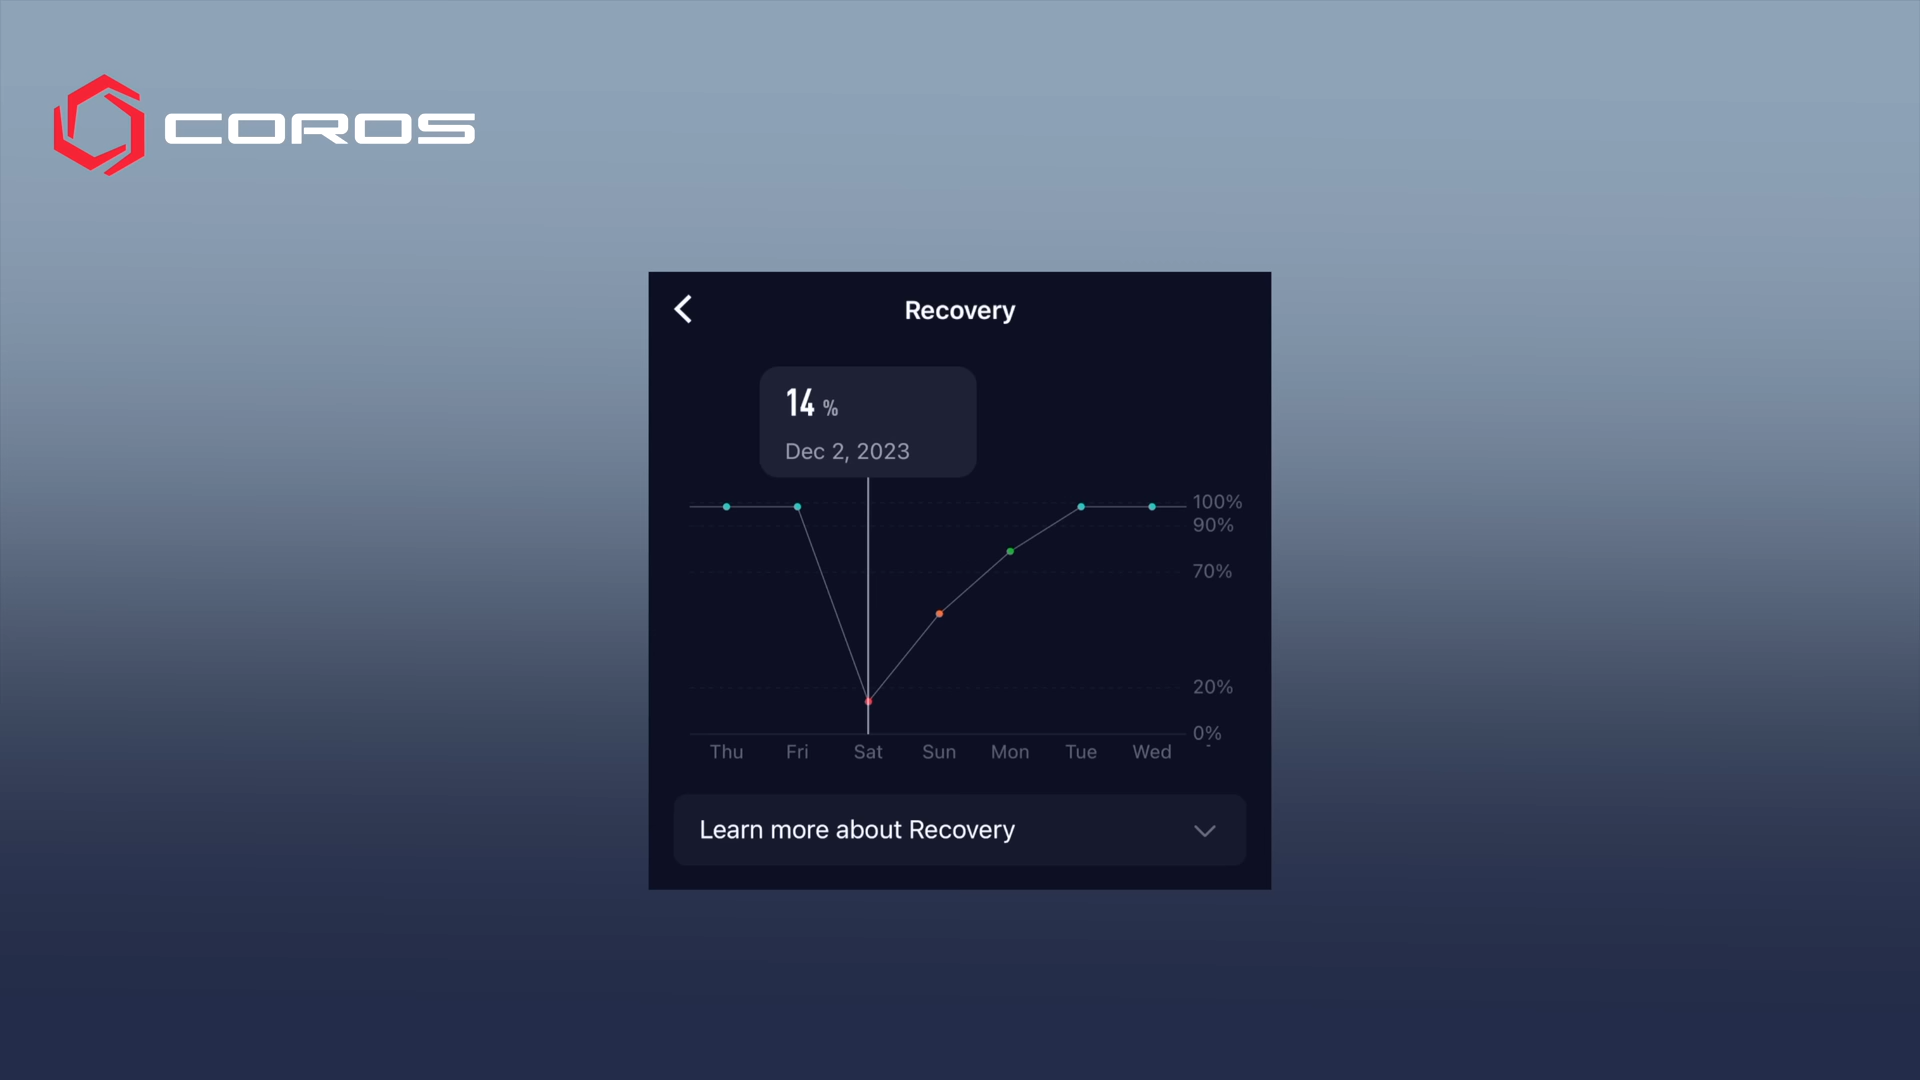 COROS
Recovery
14 %
Dec 2, 2023
100%
90%
70%
20%
0%
Thu Fri Sat Sun Mon Tue Wed
Learn more about Recovery